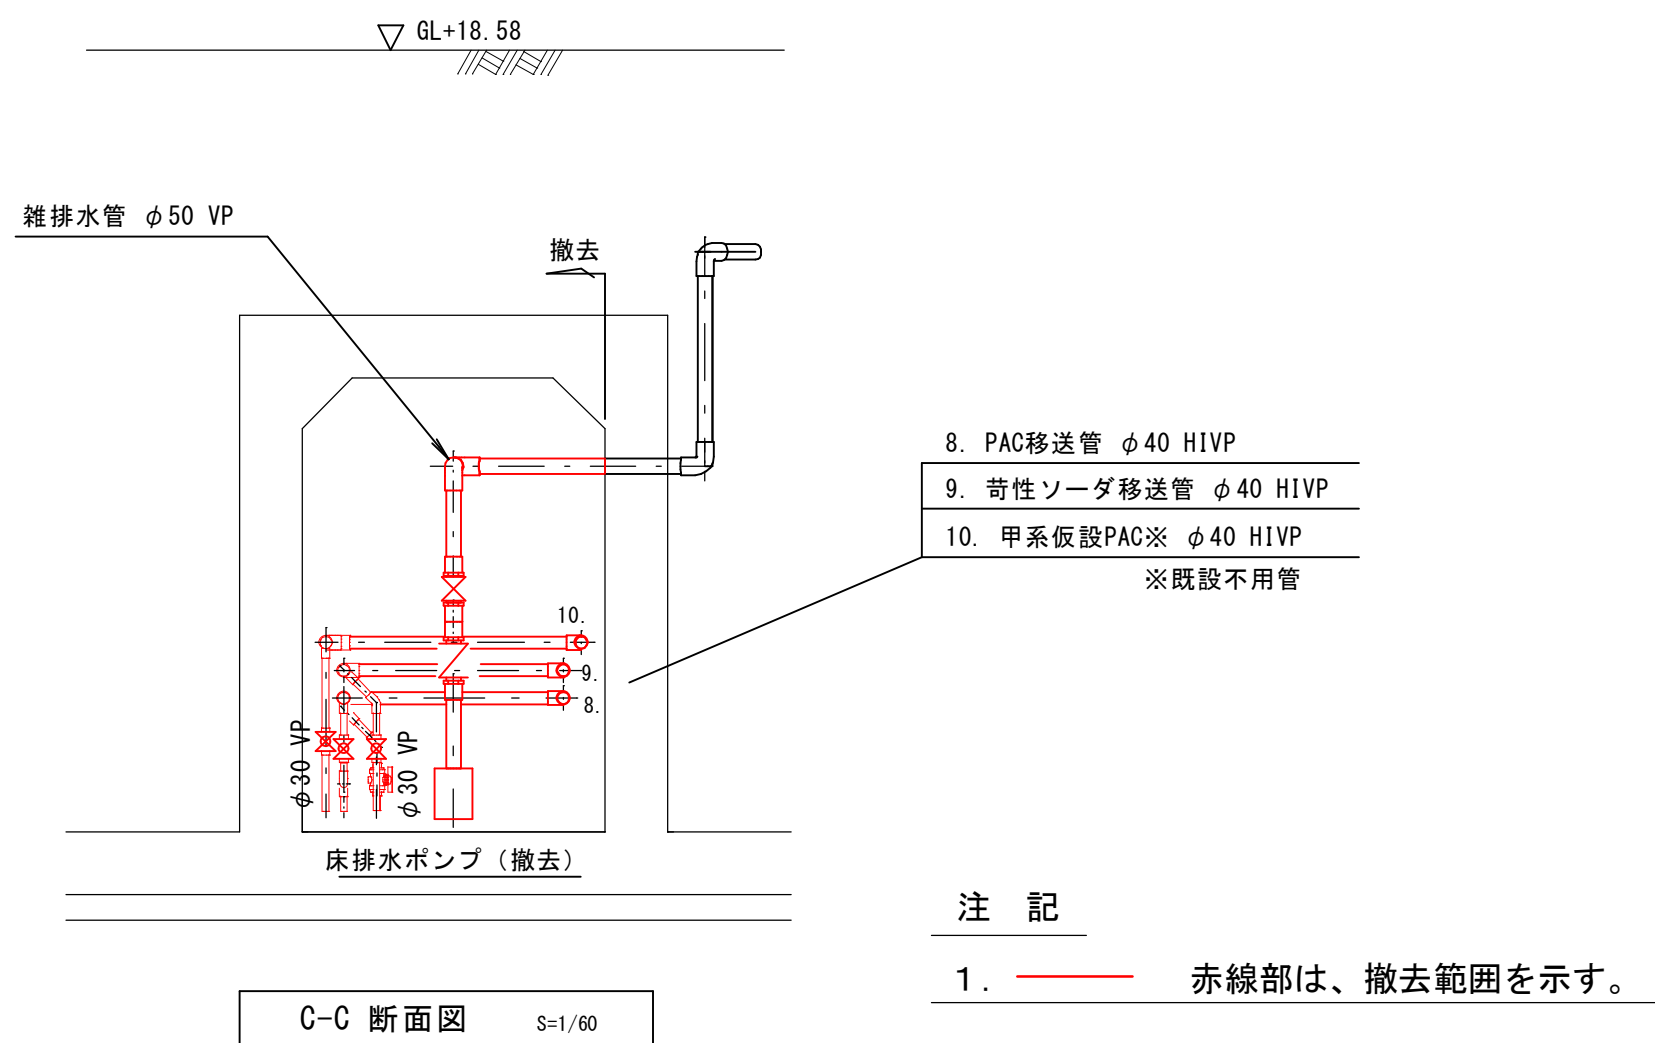 GL+18.58
雑排水管 φ50 VP
撤去
8. PAC移送管 φ40 HIVP
9. 苛性ソーダ移送管 φ40 HIVP
10. 甲系仮設PAC※ φ40 HIVP
※既設不用管
10.
9.
8.
φ30 VP
φ30 VP
床排水ポンプ（撤去）
注 記
1. 赤線部は、撤去範囲を示す。
C-C 断面図 S=1/60